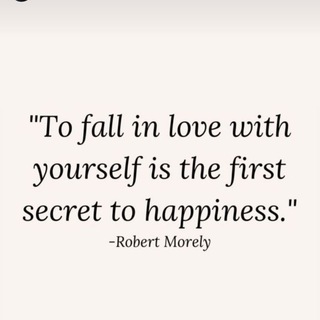 "To fall in love with
yourself is the first
secret to happiness."
-Robert Morely